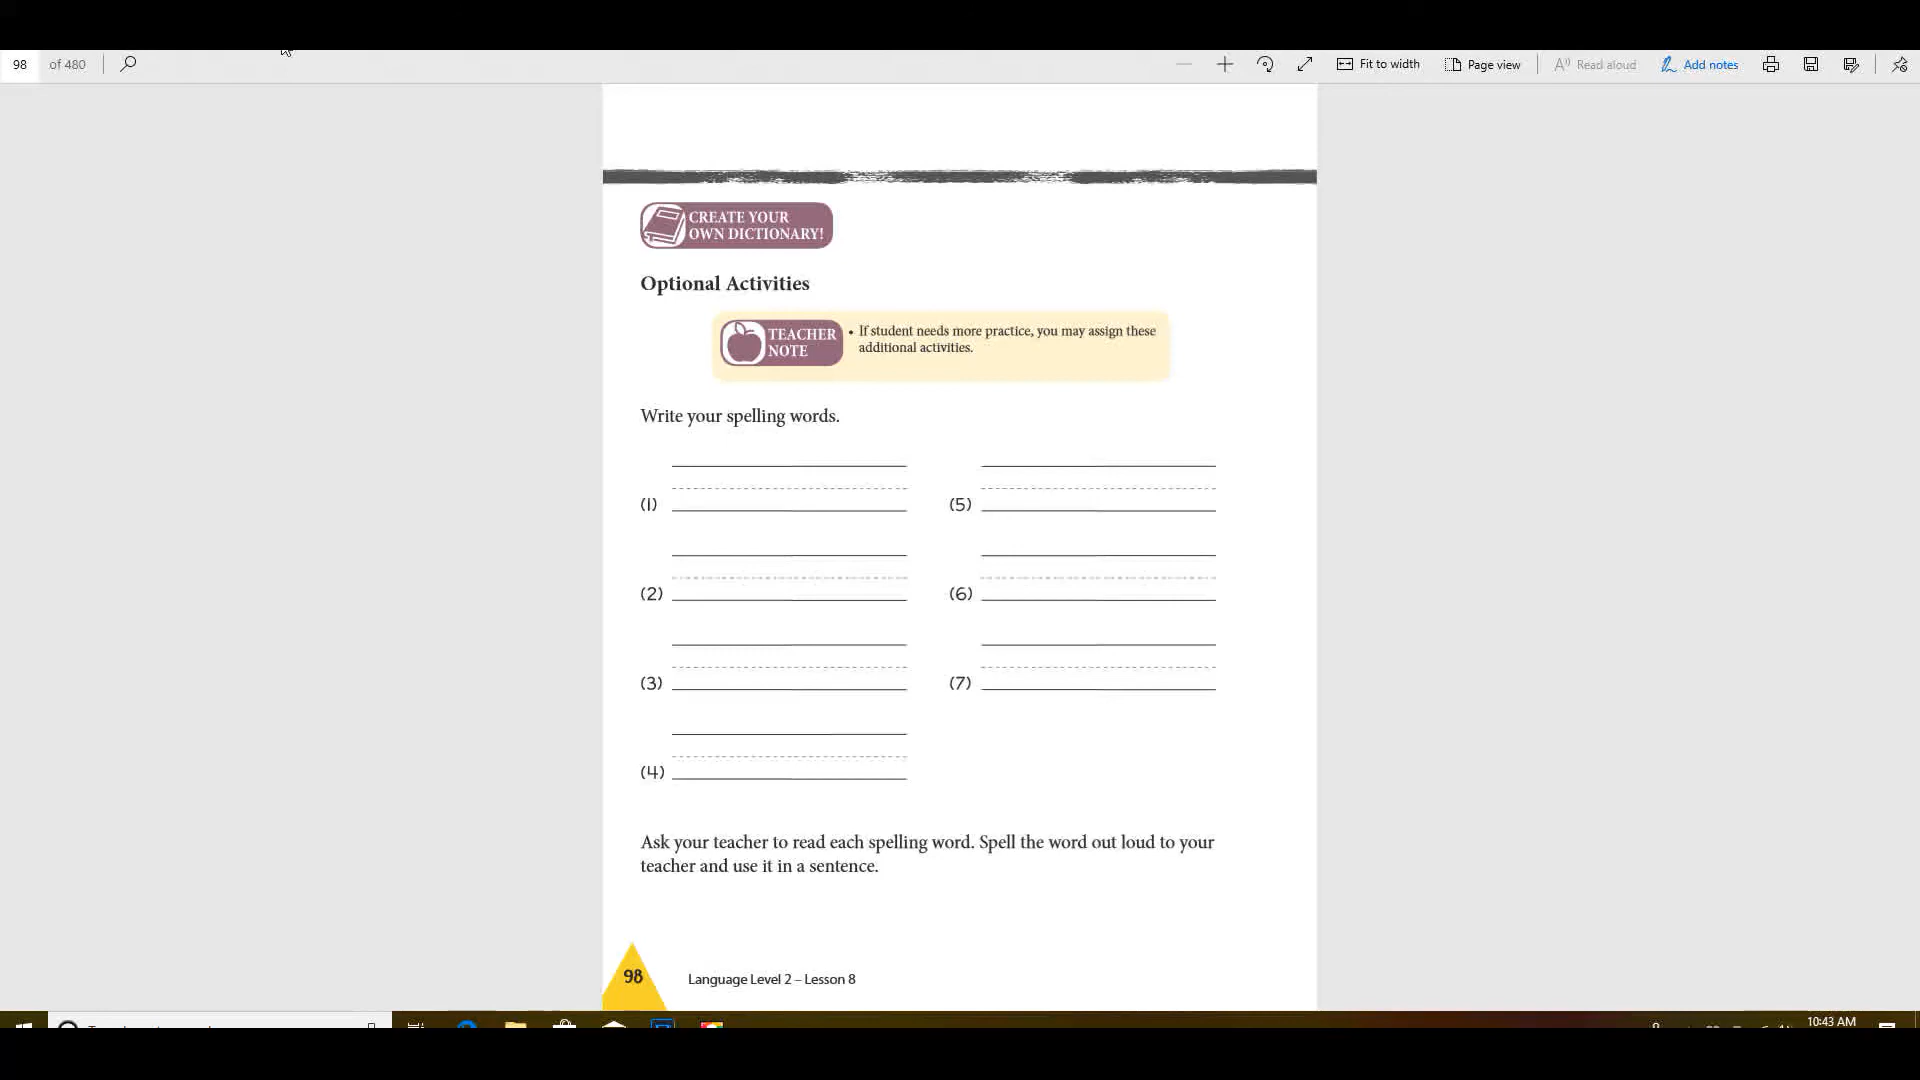 98 of 480 Fit to width Page view Read aloud Add notes
CREATE YOUR
OWN DICTIONARY!
Optional Activities
TEACHER
NOTE
• If student needs more practice, you may assign these
additional activities.
Write your spelling words.
(1)
(5)
(2)
(6)
(3)
(7)
(4)
Ask your teacher to read each spelling word. Spell the word out loud to your
teacher and use it in a sentence.
98 Language Level 2 – Lesson 8
10:43 AM